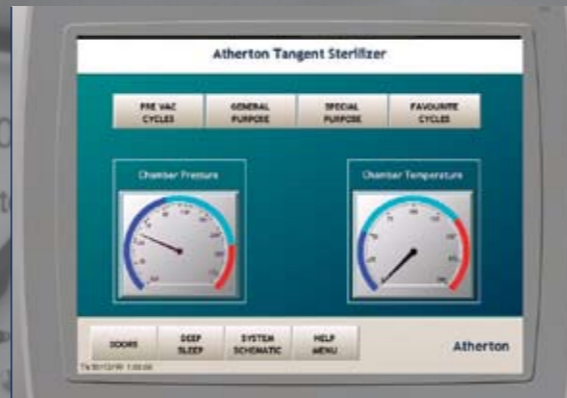 Atherton Tangent Sterilizer
PRE VAC
CYCLES
GENERAL
PURPOSE
SPECIAL
PURPOSE
FAVOURITE
CYCLES
Chamber Pressure
Chamber Temperature
DOORS
DEEP
SLEEP
SYSTEM
SCHEMATIC
HELP
MENU
Atherton